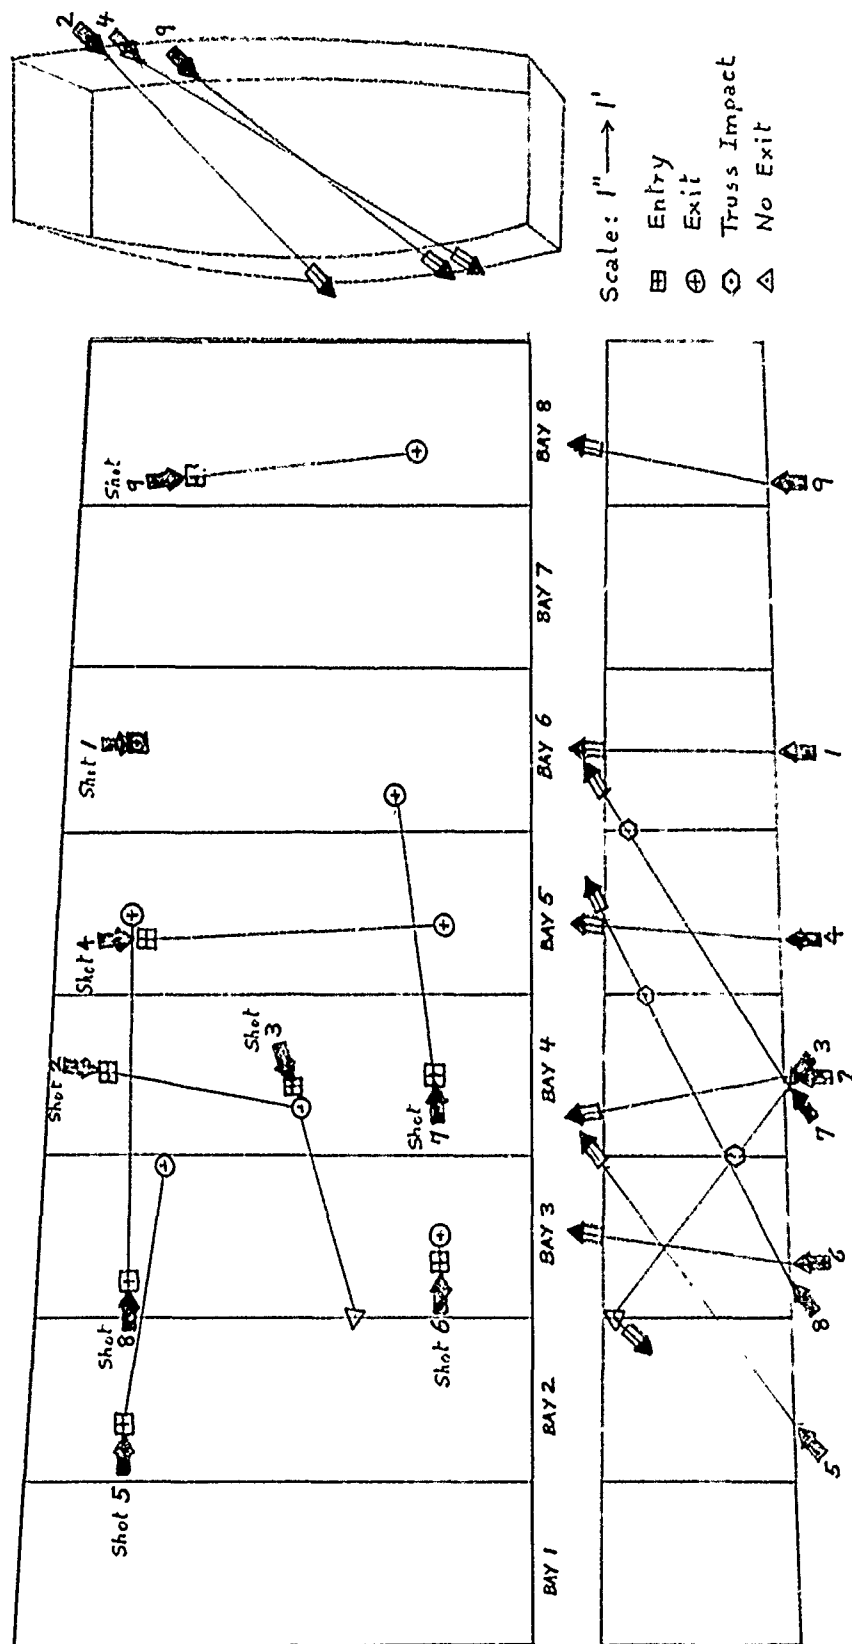 2
4
9
Scale: 1" → 1'
Entry
Exit
Truss Impact
No Exit
Shot 5
Shot
8
Shot 6
Shot 2
Shot
3
Shot
7
Shot 4
Shot 1
Shot
9
BAY 1
BAY 2
BAY 3
BAY 4
BAY 5
BAY 6
BAY 7
BAY 8
5
8
7
3
4
1
9